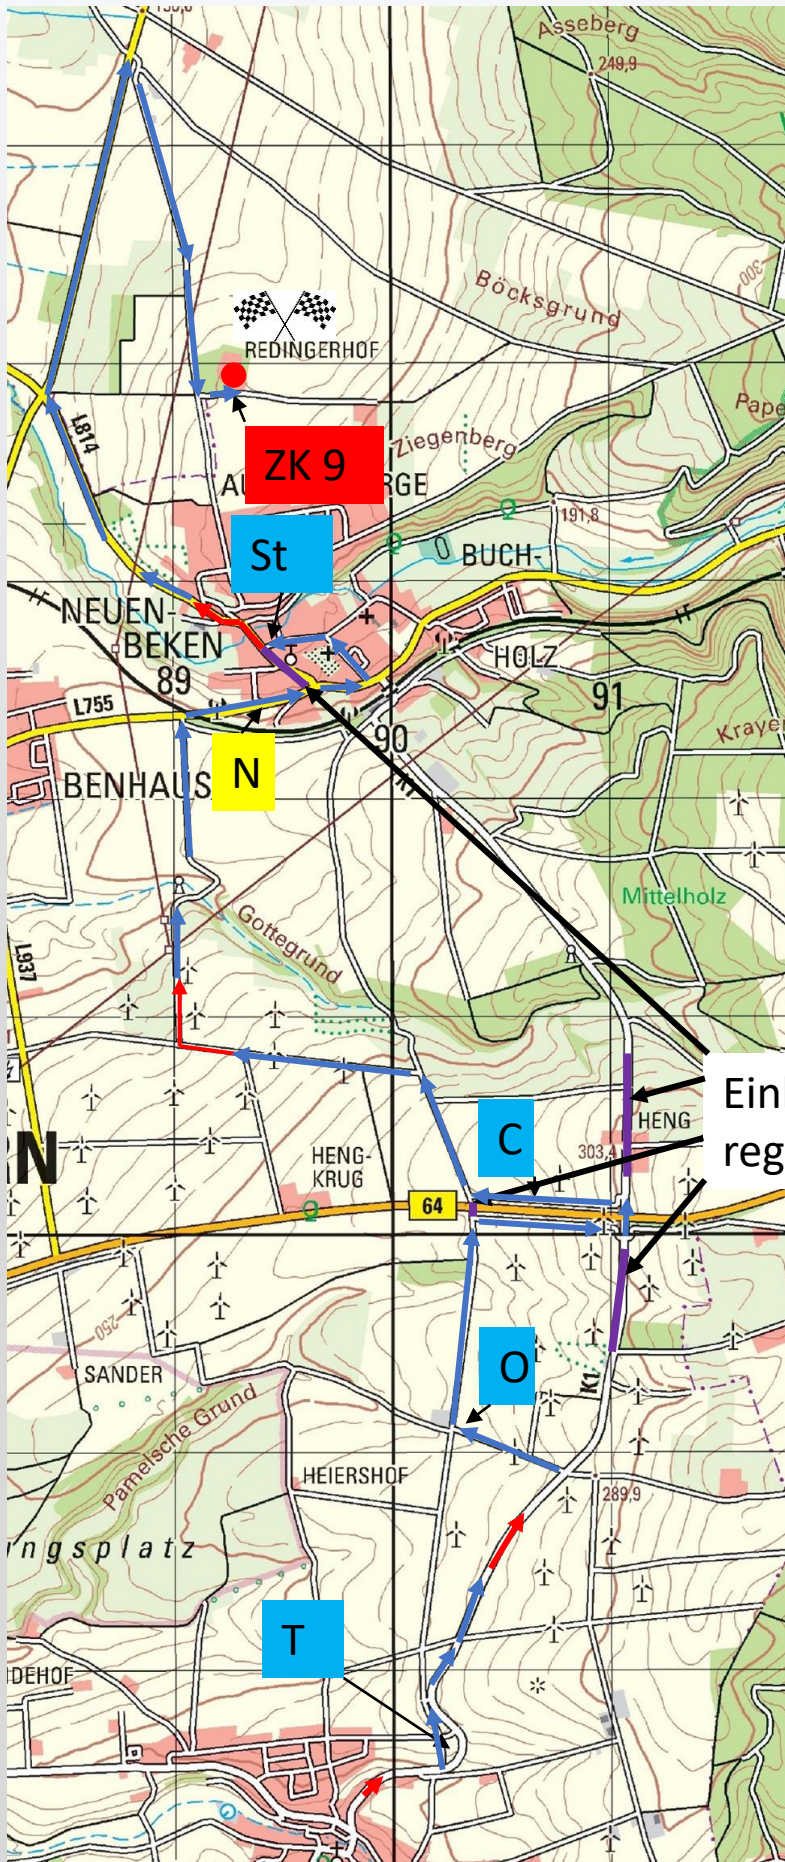 Asseberg
249,9
Böcksgrund
300
REDINGERHOF
L814
Ziegenberg
Pape
ZK 9
AU
RGE
191,8
St
BUCH-
NEUEN-
BEKEN
HOLZ
89
91
L755
90
Kraye
N
BENHAUS
K1
Mittelholz
Gottegrund
L937
Ein
reg
HENG
C
303,4
HENG-
KRUG
N
64
O
250
SANDER
K1
Pamelsche Grund
HEIERSHOF
289,9
ngsplatz
T
DEHOF